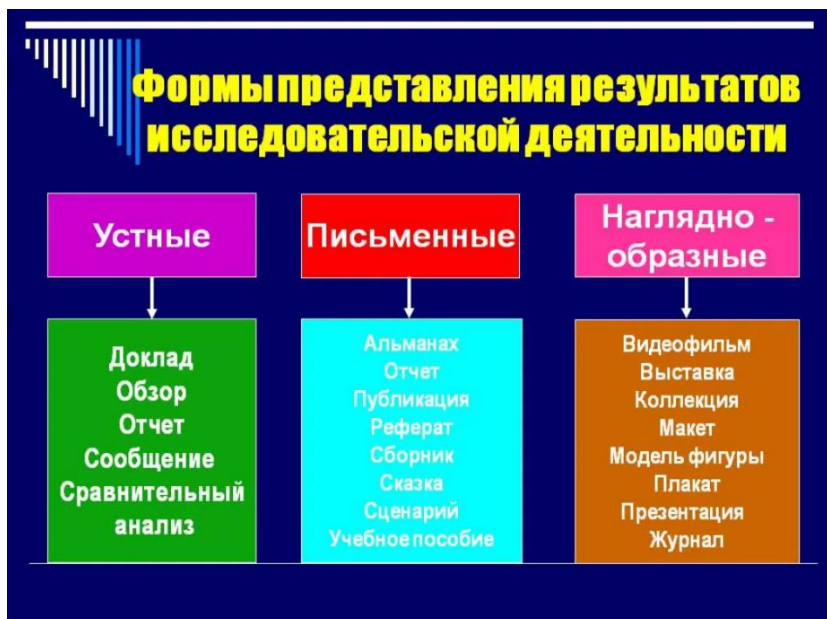 Формы представления результатов
исследовательской деятельности
Устные
Доклад
Обзор
Отчет
Сообщение
Сравнительный
анализ
Письменные
Альманах
Отчет
Публикация
Реферат
Сборник
Сказка
Сценарий
Учебное пособие
Наглядно -
образные
Видеофильм
Выставка
Коллекция
Макет
Модель фигуры
Плакат
Презентация
Журнал